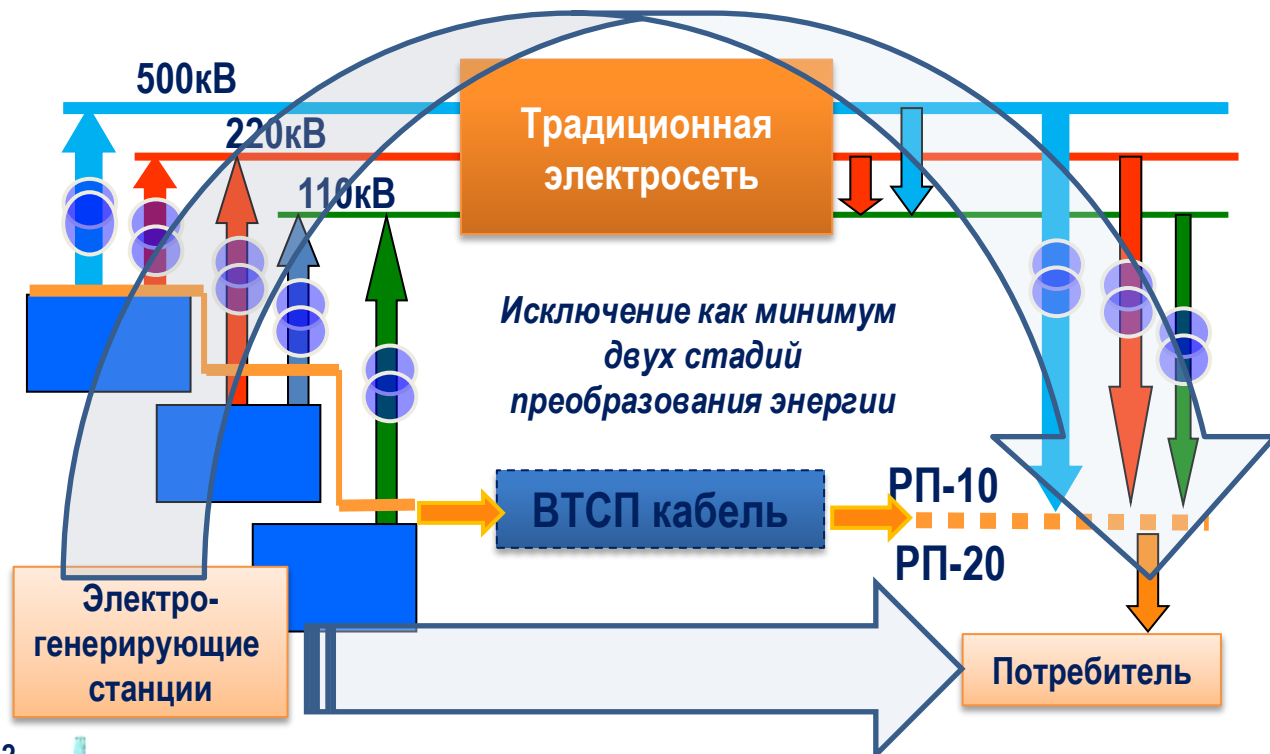 500кВ
220кВ
110кВ
Традиционная
электросеть
Исключение как минимум
двух стадий
преобразования энергии
ВТСП кабель
РП-10
РП-20
Электро-
генерирующие
станции
Потребитель